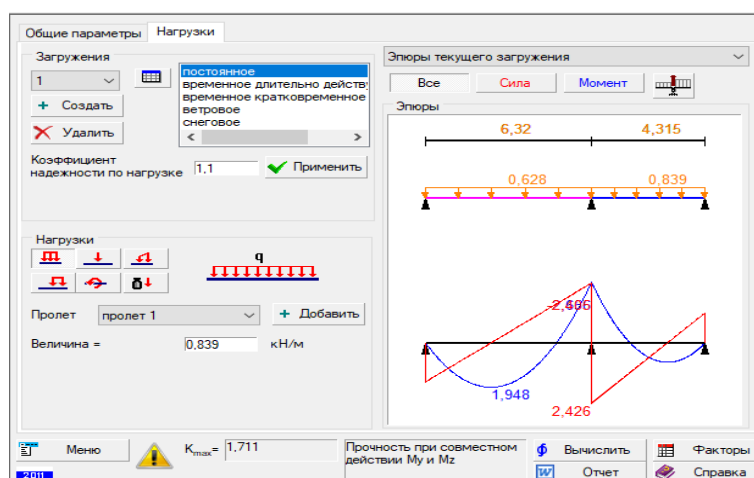 Общие параметры
Нагрузки
Загружения
1
постоянное
временное длительно действу
временное кратковременное
ветровое
снеговое
Создать
Удалить
Коэффициент
надежности по нагрузке
1,1
Применить
Нагрузки
q
Пролет
пролет 1
Добавить
Величина =
0,839
кН/м
Эпюры текущего загружения
Все
Сила
Момент
Эпюры
6,32
4,315
0,628
0,839
1,948
2,426
Меню
Kmax= 1,711
Прочность при совместном
действии My и Mz
Вычислить
Факторы
Отчет
Справка